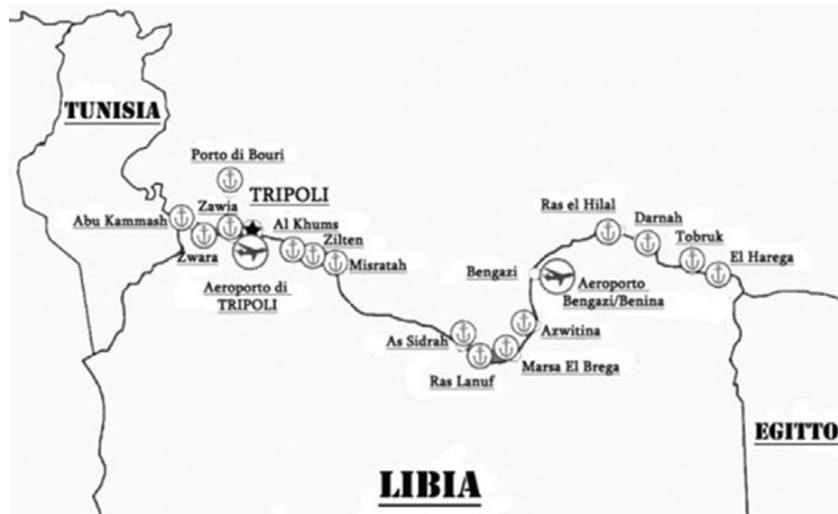 TUNISIA
Porto di Bouri
TRIPOLI
Abu Kammash
Zawia
Al Khums
Zilten
Zwara
Misratah
Aeroporto di
TRIPOLI
Ras el Hilal
Darnah
Tobruk
El Harega
Bengazi
Aeroporto
Bengazi/Benina
Azwitina
As Sidrah
Marsa El Brega
Ras Lanuf
EGITTO
LIBIA